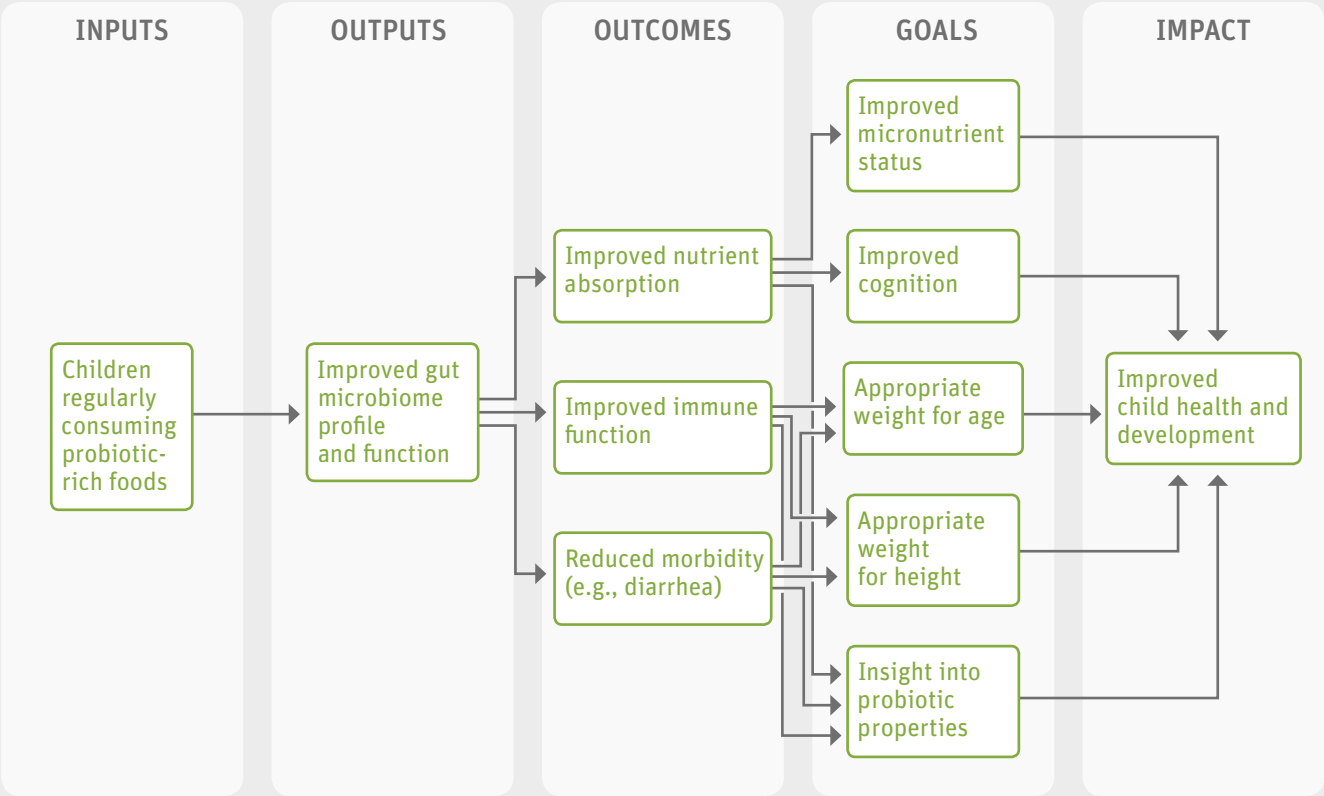 INPUTS
OUTPUTS
OUTCOMES
GOALS
IMPACT
Children
regularly
consuming
probiotic-
rich foods
Improved gut
microbiome
profile
and function
Improved nutrient
absorption
Improved immune
function
Reduced morbidity
(e.g., diarrhea)
Improved
micronutrient
status
Improved
cognition
Appropriate
weight for age
Appropriate
weight
for height
Insight into
probiotic
properties
Improved
child health and
development